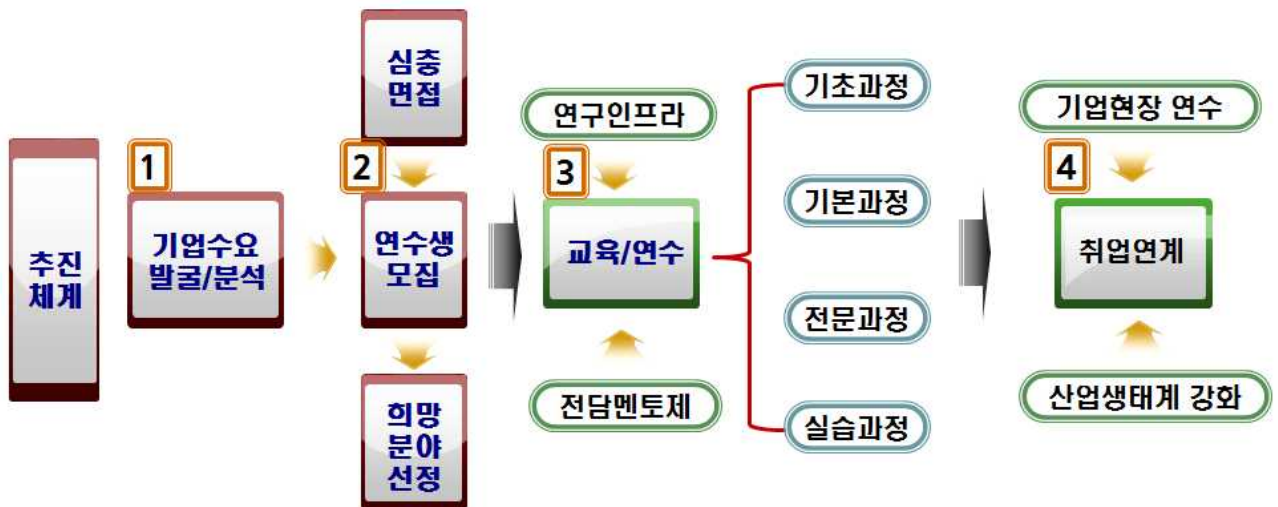 추진
체계
1
기업수요
발굴/분석
심층
면접
2
연수생
모집
희망
분야
선정
연구인프라
3
교육/연수
전담멘토제
기초과정
기본과정
전문과정
실습과정
기업현장 연수
4
취업연계
산업생태계 강화